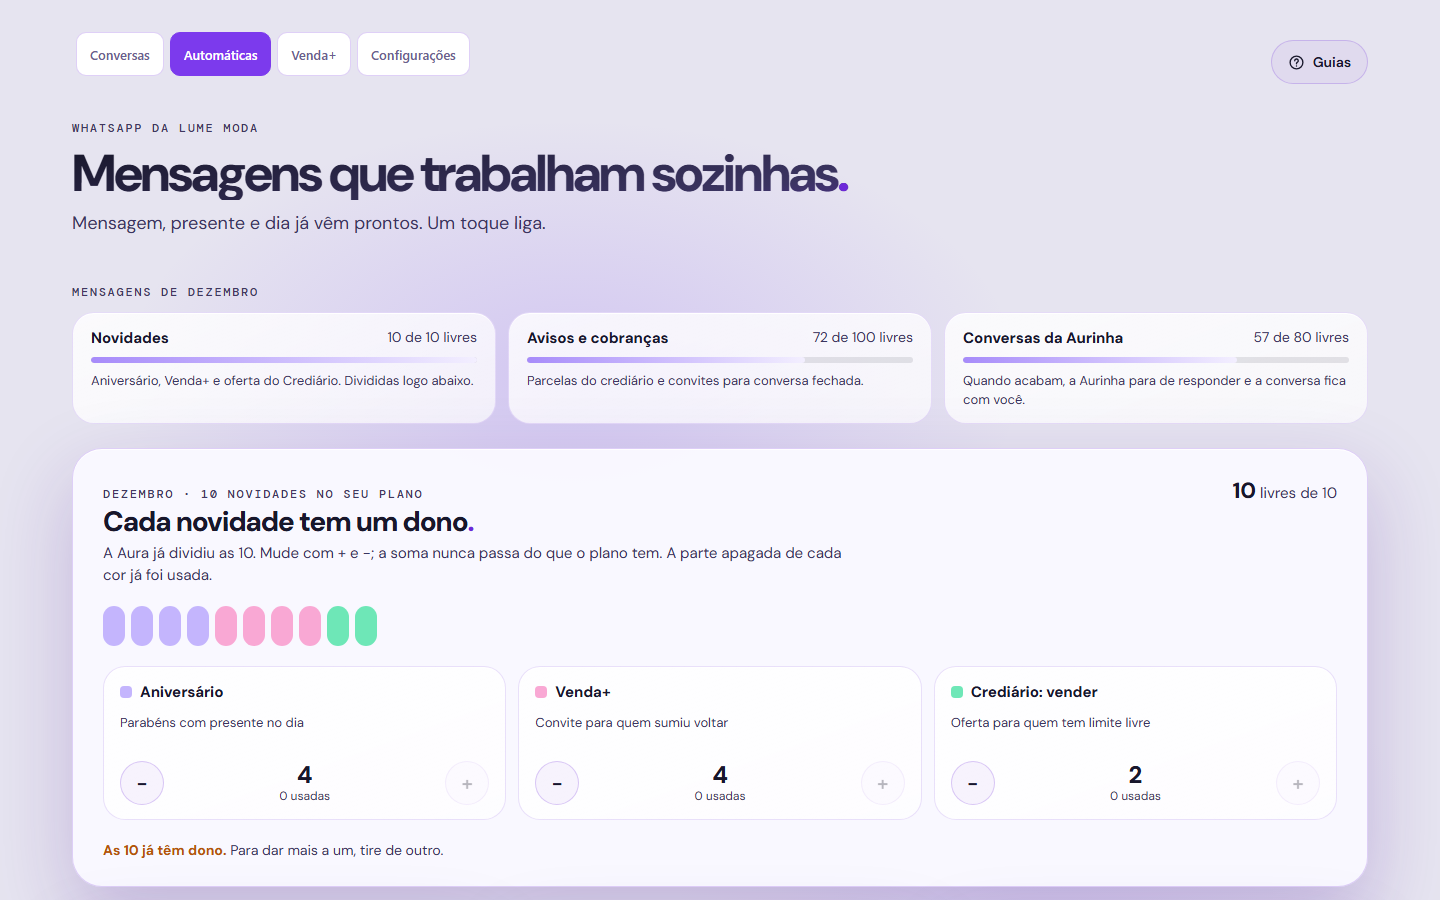 Conversas
Automáticas
Venda+
Configurações
Guias
WHATSAPP DA LUME MODA
Mensagens que trabalham sozinhas.
Mensagem, presente e dia já vêm prontos. Um toque liga.
MENSAGENS DE DEZEMBRO
Novidades
10 de 10 livres
Aniversário, Venda+ e oferta do Crediário. Divididas logo abaixo.
Avisos e cobranças
72 de 100 livres
Parcelas do crediário e convites para conversa fechada.
Conversas da Aurinha
57 de 80 livres
Quando acabam, a Aurinha para de responder e a conversa fica
com você.
DEZEMBRO · 10 NOVIDADES NO SEU PLANO
10 livres de 10
Cada novidade tem um dono.
A Aura já dividiu as 10. Mude com + e -; a soma nunca passa do que o plano tem. A parte apagada de cada
cor já foi usada.
Aniversário
Parabéns com presente no dia
-
4
+
0 usadas
Venda+
Convite para quem sumiu voltar
-
4
+
0 usadas
Crediário: vender
Oferta para quem tem limite livre
-
2
+
0 usadas
As 10 já têm dono. Para dar mais a um, tire de outro.